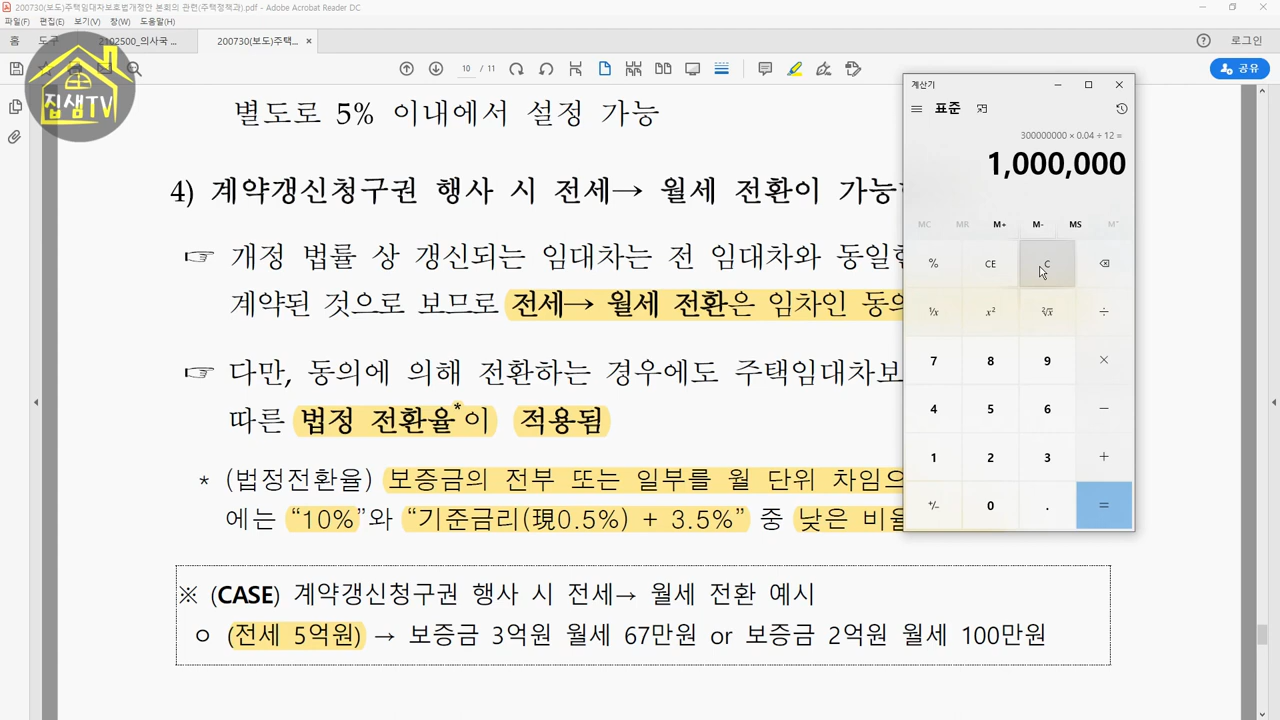 200730(보도)주택임대차보호법개정안 본회의 관련(주택정책과).pdf - Adobe Acrobat Reader DC
파일(F) 편집(E) 보기(V) 창(W) 도움말(H)
홈 도구 2102500_의사국 ... 200730(보도)주택... × 로그인
10 / 11 공유
집샘TV
별도로 5% 이내에서 설정 가능
4) 계약갱신청구권 행사 시 전세→ 월세 전환이 가능한
☞ 개정 법률 상 갱신되는 임대차는 전 임대차와 동일한
계약된 것으로 보므로 전세→ 월세 전환은 임차인 동의
☞ 다만, 동의에 의해 전환하는 경우에도 주택임대차보
따른 법정 전환율*이 적용됨
* (법정전환율) 보증금의 전부 또는 일부를 월 단위 차임으
에는 “10%”와 “기준금리(現0.5%) + 3.5%” 중 낮은 비율
※ (CASE) 계약갱신청구권 행사 시 전세→ 월세 전환 예시
ㅇ (전세 5억원) → 보증금 3억원 월세 67만원 or 보증금 2억원 월세 100만원
계산기
표준
300000000 × 0.04 ÷ 12 =
1,000,000
MC MR M+ M- MS M˅
% CE C
¹/x x² ²√x ÷
7 8 9 ×
4 5 6 −
1 2 3 +
+/− 0 . =